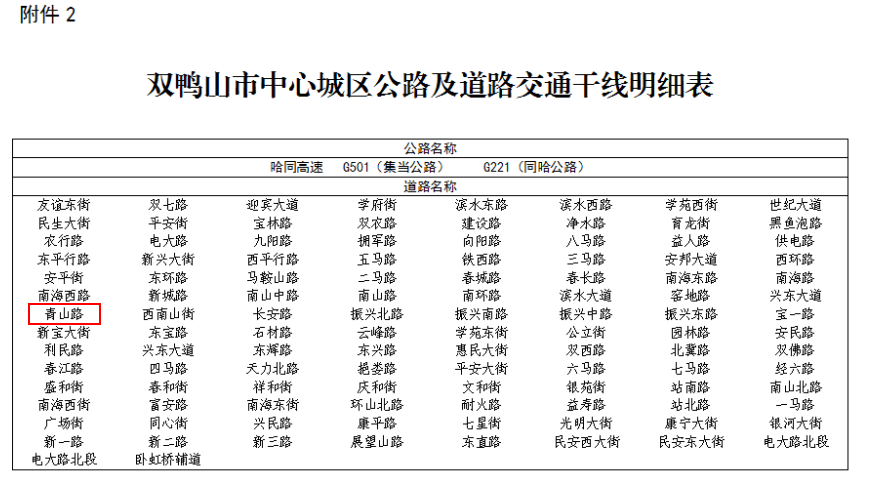 附件 2
双鸭山市中心城区公路及道路交通干线明细表
公路名称
哈同高速 G501（集当公路） G221（同哈公路）
道路名称
友谊东街 双七路 迎宾大道 学府街 滨水东路 滨水西路 学苑西街 世纪大道
民生大街 平安街 宝林路 双农路 建设路 净水路 育龙街 黑鱼泡路
农行路 电大路 九阳路 拥军路 向阳路 八马路 益人路 供电路
东平行路 新兴大街 西平行路 五马路 铁西路 三马路 安邦大道 西环路
安平街 东环路 马鞍山路 二马路 春城路 春长路 南海东路 南海路
南海西路 新城路 南山中路 南山路 南环路 滨水大道 窑地路 兴东大道
青山路 西南山街 长安路 振兴北路 振兴南路 振兴中路 振兴东路 宝一路
新宝大街 东宝路 石材路 云峰路 学苑东街 公立街 园林路 安民路
利民路 兴东大道 东辉路 东兴路 惠民大街 双西路 北冀路 双佛路
春江路 四马路 天力北路 挹娄路 平安大街 六马路 七马路 经六路
盛和街 春和街 祥和街 庆和街 文和街 银苑街 站南路 南山北路
南海西街 富安路 南海东街 环山北路 耐火路 益寿路 站北路 一马路
广场街 同心街 兴民路 康平路 七星街 光明大街 康宁大街 银河大街
新一路 新二路 新三路 展望山路 东直路 民安西大街 民安东大街 电大路北段
电大路北段 卧虹桥辅道